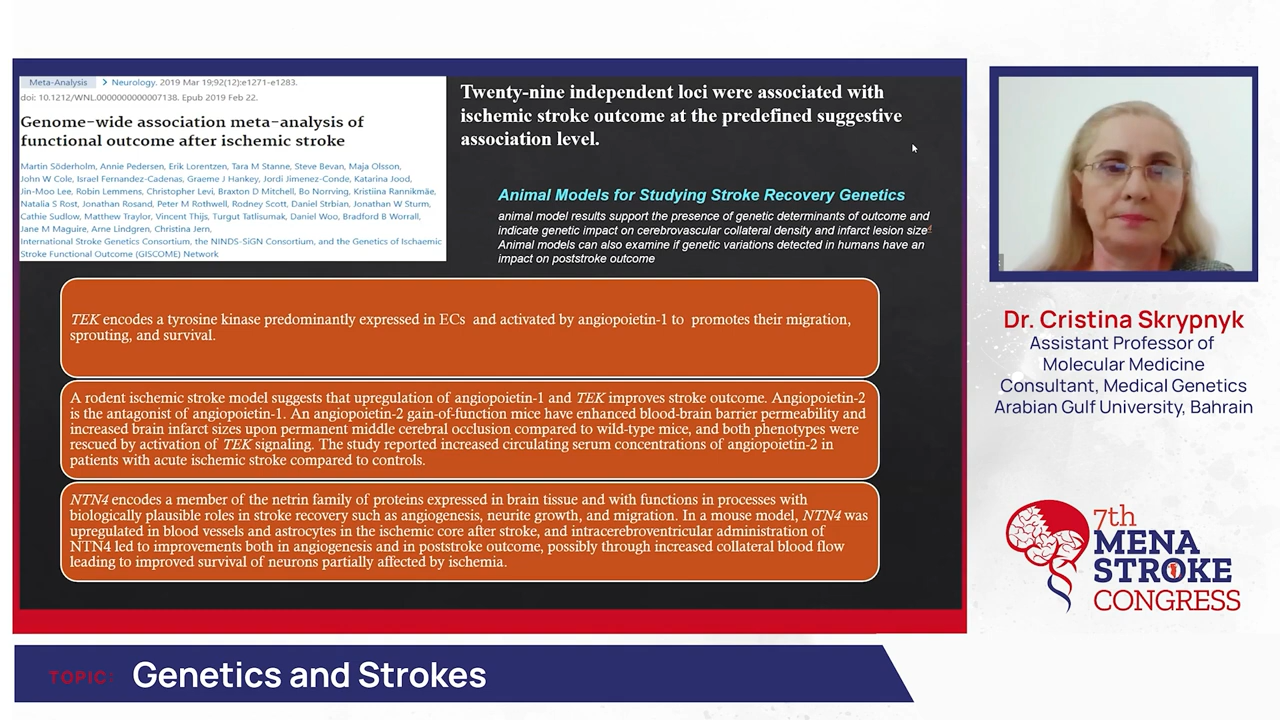 Meta-Analysis > Neurology. 2019 Mar 19;92(12):e1271-e1283.
doi: 10.1212/WNL.0000000000007138. Epub 2019 Feb 22.
Genome-wide association meta-analysis of
functional outcome after ischemic stroke
Martin Söderholm, Annie Pedersen, Erik Lorentzen, Tara M Stanne, Steve Bevan, Maja Olsson,
John W Cole, Israel Fernandez-Cadenas, Graeme J Hankey, Jordi Jimenez-Conde, Katarina Jood,
Jin-Moo Lee, Robin Lemmens, Christopher Levi, Braxton D Mitchell, Bo Norrving, Kristiina Rannikmäe,
Natalia S Rost, Jonathan Rosand, Peter M Rothwell, Rodney Scott, Daniel Strbian, Jonathan W Sturm,
Cathie Sudlow, Matthew Traylor, Vincent Thijs, Turgut Tatlisumak, Daniel Woo, Bradford B Worrall,
Jane M Maguire, Arne Lindgren, Christina Jern,
International Stroke Genetics Consortium, the NINDS-SiGN Consortium, and the Genetics of Ischaemic
Stroke Functional Outcome (GISCOME) Network
Twenty-nine independent loci were associated with
ischemic stroke outcome at the predefined suggestive
association level.
Animal Models for Studying Stroke Recovery Genetics
animal model results support the presence of genetic determinants of outcome and
indicate genetic impact on cerebrovascular collateral density and infarct lesion size4
Animal models can also examine if genetic variations detected in humans have an
impact on poststroke outcome
TEK encodes a tyrosine kinase predominantly expressed in ECs and activated by angiopoietin-1 to promotes their migration,
sprouting, and survival.
A rodent ischemic stroke model suggests that upregulation of angiopoietin-1 and TEK improves stroke outcome. Angiopoietin-2
is the antagonist of angiopoietin-1. An angiopoietin-2 gain-of-function mice have enhanced blood-brain barrier permeability and
increased brain infarct sizes upon permanent middle cerebral occlusion compared to wild-type mice, and both phenotypes were
rescued by activation of TEK signaling. The study reported increased circulating serum concentrations of angiopoietin-2 in
patients with acute ischemic stroke compared to controls.
NTN4 encodes a member of the netrin family of proteins expressed in brain tissue and with functions in processes with
biologically plausible roles in stroke recovery such as angiogenesis, neurite growth, and migration. In a mouse model, NTN4 was
upregulated in blood vessels and astrocytes in the ischemic core after stroke, and intracerebroventricular administration of
NTN4 led to improvements both in angiogenesis and in poststroke outcome, possibly through increased collateral blood flow
leading to improved survival of neurons partially affected by ischemia.
Dr. Cristina Skrypnyk
Assistant Professor of
Molecular Medicine
Consultant, Medical Genetics
Arabian Gulf University, Bahrain
7th
MENA
STROKE
CONGRESS
TOPIC: Genetics and Strokes